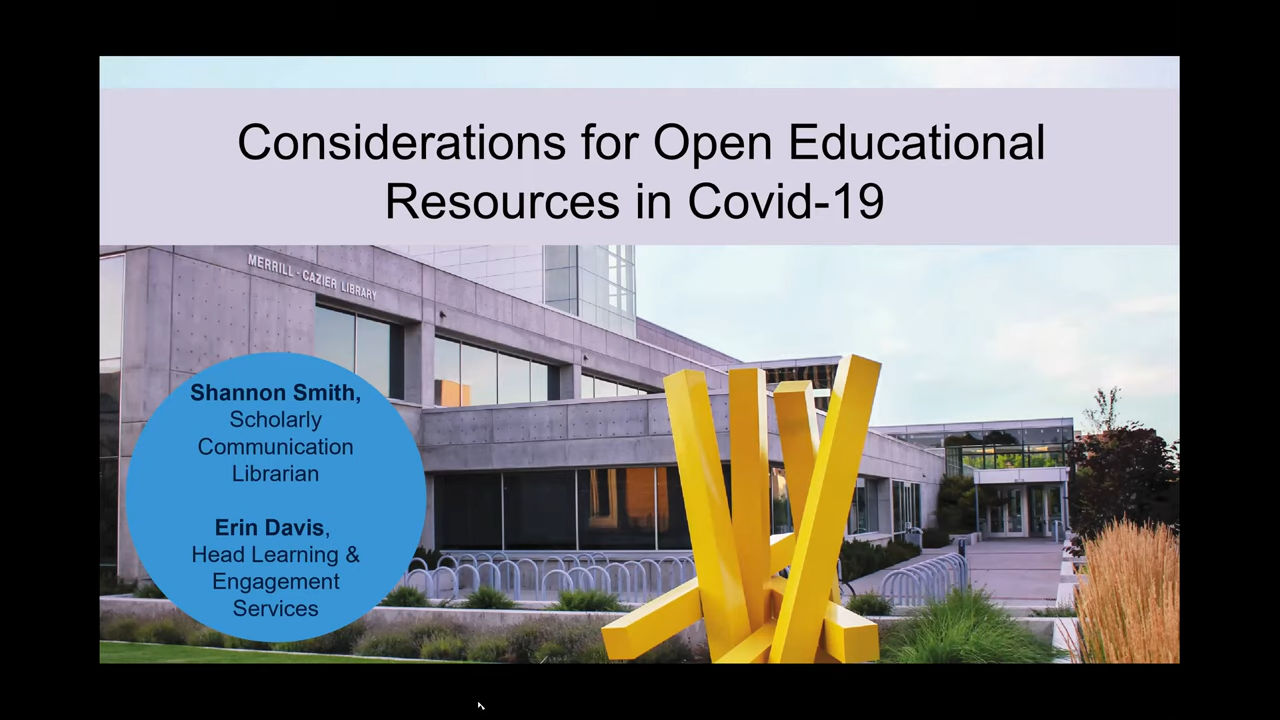 Considerations for Open Educational
Resources in Covid-19
MERRILL-CAZIER LIBRARY
Shannon Smith,
Scholarly
Communication
Librarian
Erin Davis,
Head Learning &
Engagement
Services